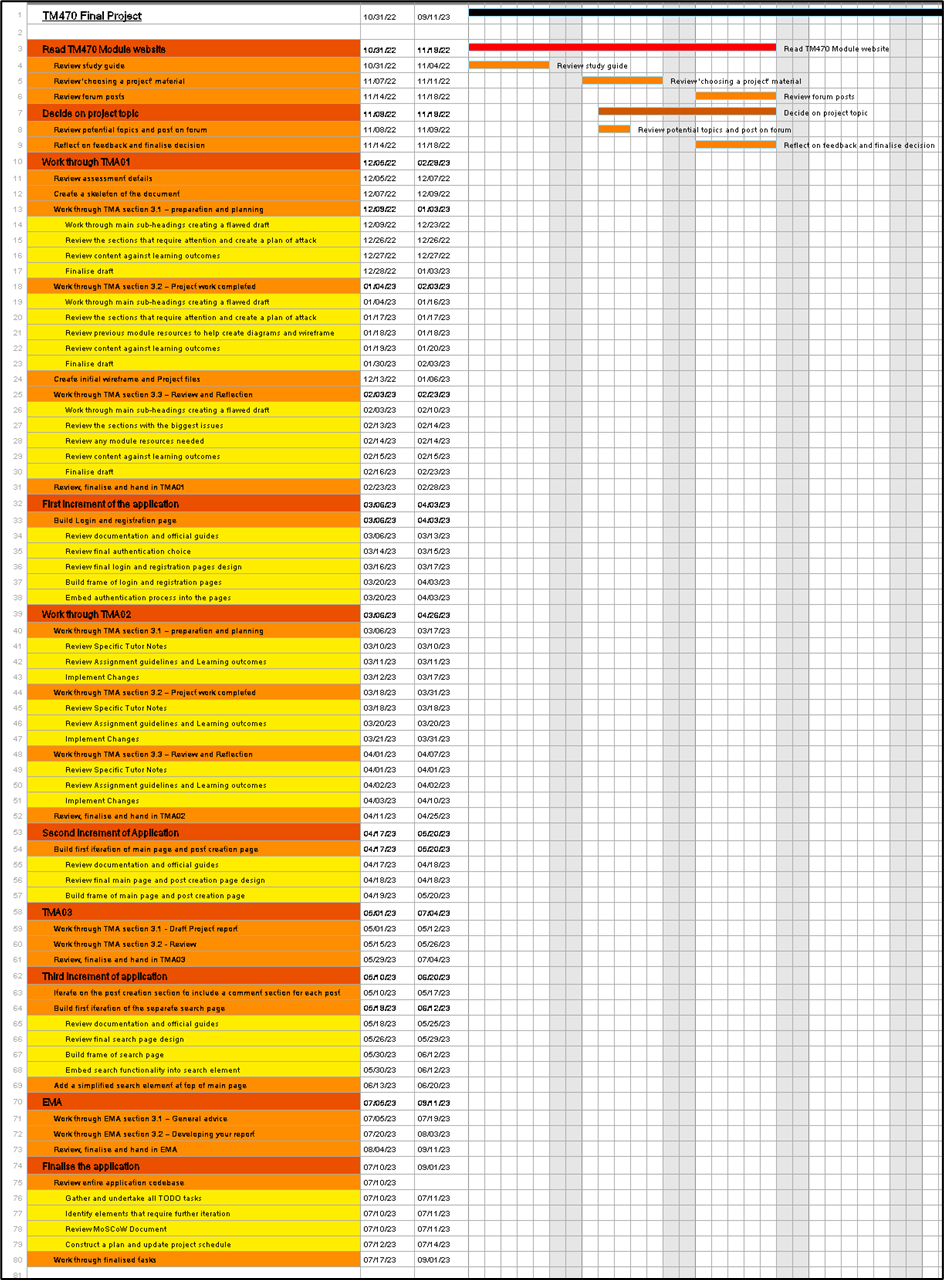 1 TM470 Final Project 10/31/22 09/11/23
2
3 Read TM470 Module website 10/31/22 11/18/22 Read TM470 Module website
4 Review study guide 10/31/22 11/04/22 Review study guide
5 Review 'choosing a project' material 11/07/22 11/11/22 Review 'choosing a project' material
6 Review forum posts 11/14/22 11/18/22 Review forum posts
7 Decide on project topic 11/08/22 11/18/22 Decide on project topic
8 Review potential topics and post on forum 11/08/22 11/09/22 Review potential topics and post on forum
9 Reflect on feedback and finalise decision 11/14/22 11/18/22 Reflect on feedback and finalise decision
10 Work through TMA01 12/05/22 02/28/23
11 Review assessment details 12/05/22 12/07/22
12 Create a skeleton of the document 12/07/22 12/09/22
13 Work through TMA section 3.1 – preparation and planning 12/09/22 01/03/23
14 Work through main sub-headings creating a flawed draft 12/09/22 12/23/22
15 Review the sections that require attention and create a plan of attack 12/26/22 12/26/22
16 Review content against learning outcomes 12/27/22 12/27/22
17 Finalise draft 12/28/22 01/03/23
18 Work through TMA section 3.2 – Project work completed 01/04/23 02/03/23
19 Work through main sub-headings creating a flawed draft 01/04/23 01/16/23
20 Review the sections that require attention and create a plan of attack 01/17/23 01/17/23
21 Review previous module resources to help create diagrams and wireframe 01/18/23 01/18/23
22 Review content against learning outcomes 01/19/23 01/20/23
23 Finalise draft 01/30/23 02/03/23
24 Create initial wireframe and Project files 12/13/22 01/06/23
25 Work through TMA section 3.3 – Review and Reflection 02/03/23 02/23/23
26 Work through main sub-headings creating a flawed draft 02/03/23 02/10/23
27 Review the sections with the biggest issues 02/13/23 02/14/23
28 Review any module resources needed 02/14/23 02/14/23
29 Review content against learning outcomes 02/15/23 02/15/23
30 Finalise draft 02/16/23 02/23/23
31 Review, finalise and hand in TMA01 02/23/23 02/28/23
32 First increment of the application 03/06/23 04/03/23
33 Build Login and registration page 03/06/23 04/03/23
34 Review documentation and official guides 03/06/23 03/13/23
35 Review final authentication choice 03/14/23 03/15/23
36 Review final login and registration pages design 03/16/23 03/17/23
37 Build frame of login and registration pages 03/20/23 04/03/23
38 Embed authentication process into the pages 03/20/23 04/03/23
39 Work through TMA02 03/06/23 04/26/23
40 Work through TMA section 3.1 – preparation and planning 03/06/23 03/17/23
41 Review Specific Tutor Notes 03/10/23 03/10/23
42 Review Assignment guidelines and Learning outcomes 03/11/23 03/11/23
43 Implement Changes 03/12/23 03/17/23
44 Work through TMA section 3.2 – Project work completed 03/18/23 03/31/23
45 Review Specific Tutor Notes 03/18/23 03/18/23
46 Review Assignment guidelines and Learning outcomes 03/20/23 03/20/23
47 Implement Changes 03/21/23 03/31/23
48 Work through TMA section 3.3 – Review and Reflection 04/01/23 04/07/23
49 Review Specific Tutor Notes 04/01/23 04/01/23
50 Review Assignment guidelines and Learning outcomes 04/02/23 04/02/23
51 Implement Changes 04/03/23 04/10/23
52 Review, finalise and hand in TMA02 04/11/23 04/25/23
53 Second increment of Application 04/17/23 05/20/23
54 Build first iteration of main page and post creation page 04/17/23 05/20/23
55 Review documentation and official guides 04/17/23 04/18/23
56 Review final main page and post creation page design 04/18/23 04/18/23
57 Build frame of main page and post creation page 04/19/23 05/20/23
58 TMA03 05/01/23 07/04/23
59 Work through TMA section 3.1 - Draft Project report 05/01/23 05/12/23
60 Work through TMA section 3.2 - Review 05/15/23 05/26/23
61 Review, finalise and hand in TMA03 05/29/23 07/04/23
62 Third increment of application 05/10/23 06/20/23
63 Iterate on the post creation section to include a comment section for each post 05/10/23 05/17/23
64 Build first iteration of the separate search page 05/18/23 06/12/23
65 Review documentation and official guides 05/18/23 05/25/23
66 Review final search page design 05/26/23 05/29/23
67 Build frame of search page 05/30/23 06/12/23
68 Embed search functionality into search element 05/30/23 06/12/23
69 Add a simplified search element at top of main page 06/13/23 06/20/23
70 EMA 07/05/23 09/11/23
71 Work through EMA section 3.1 – General advice 07/05/23 07/19/23
72 Work through EMA section 3.2 – Developing your report 07/20/23 08/03/23
73 Review, finalise and hand in EMA 08/04/23 09/11/23
74 Finalise the application 07/10/23 09/01/23
75 Review entire application codebase 07/10/23
76 Gather and undertake all TODO tasks 07/10/23 07/11/23
77 Identify elements that require further iteration 07/10/23 07/11/23
78 Review MoSCoW Document 07/10/23 07/11/23
79 Construct a plan and update project schedule 07/12/23 07/14/23
80 Work through finalised tasks 07/17/23 09/01/23
81